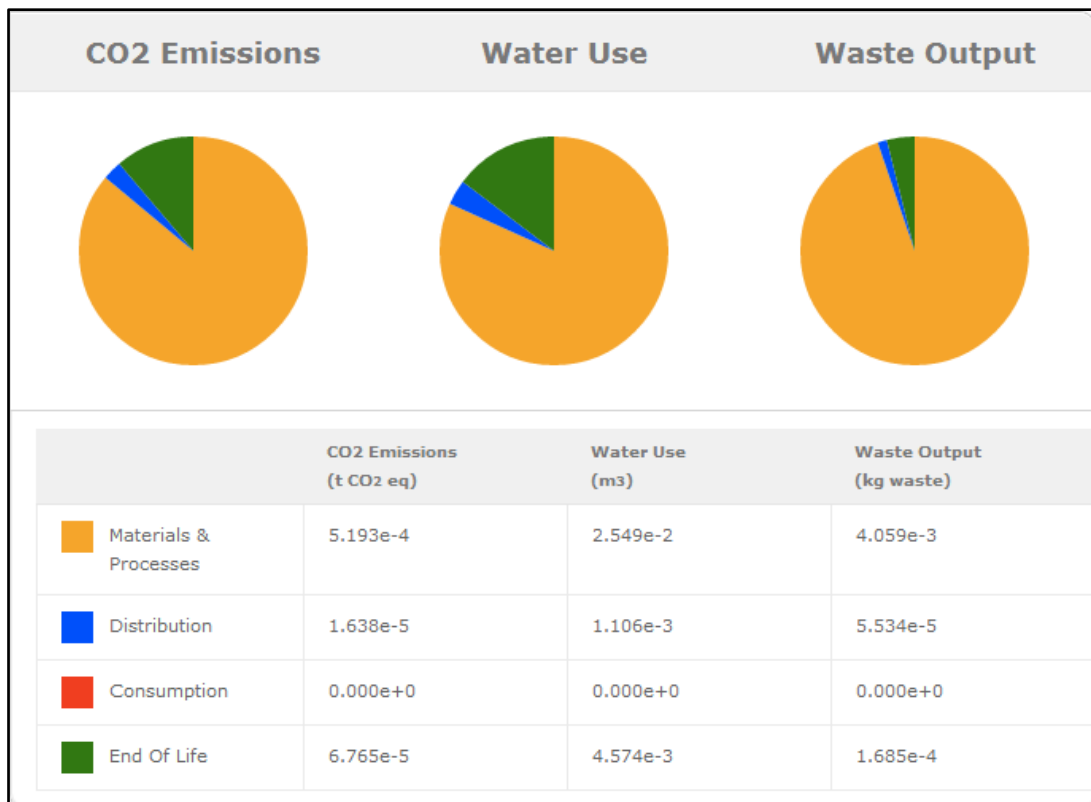 CO2 Emissions Water Use Waste Output
CO2 Emissions Water Use Waste Output
(t CO2 eq) (m3) (kg waste)
Materials & 5.193e-4 2.549e-2 4.059e-3
Processes
Distribution 1.638e-5 1.106e-3 5.534e-5
Consumption 0.000e+0 0.000e+0 0.000e+0
End Of Life 6.765e-5 4.574e-3 1.685e-4